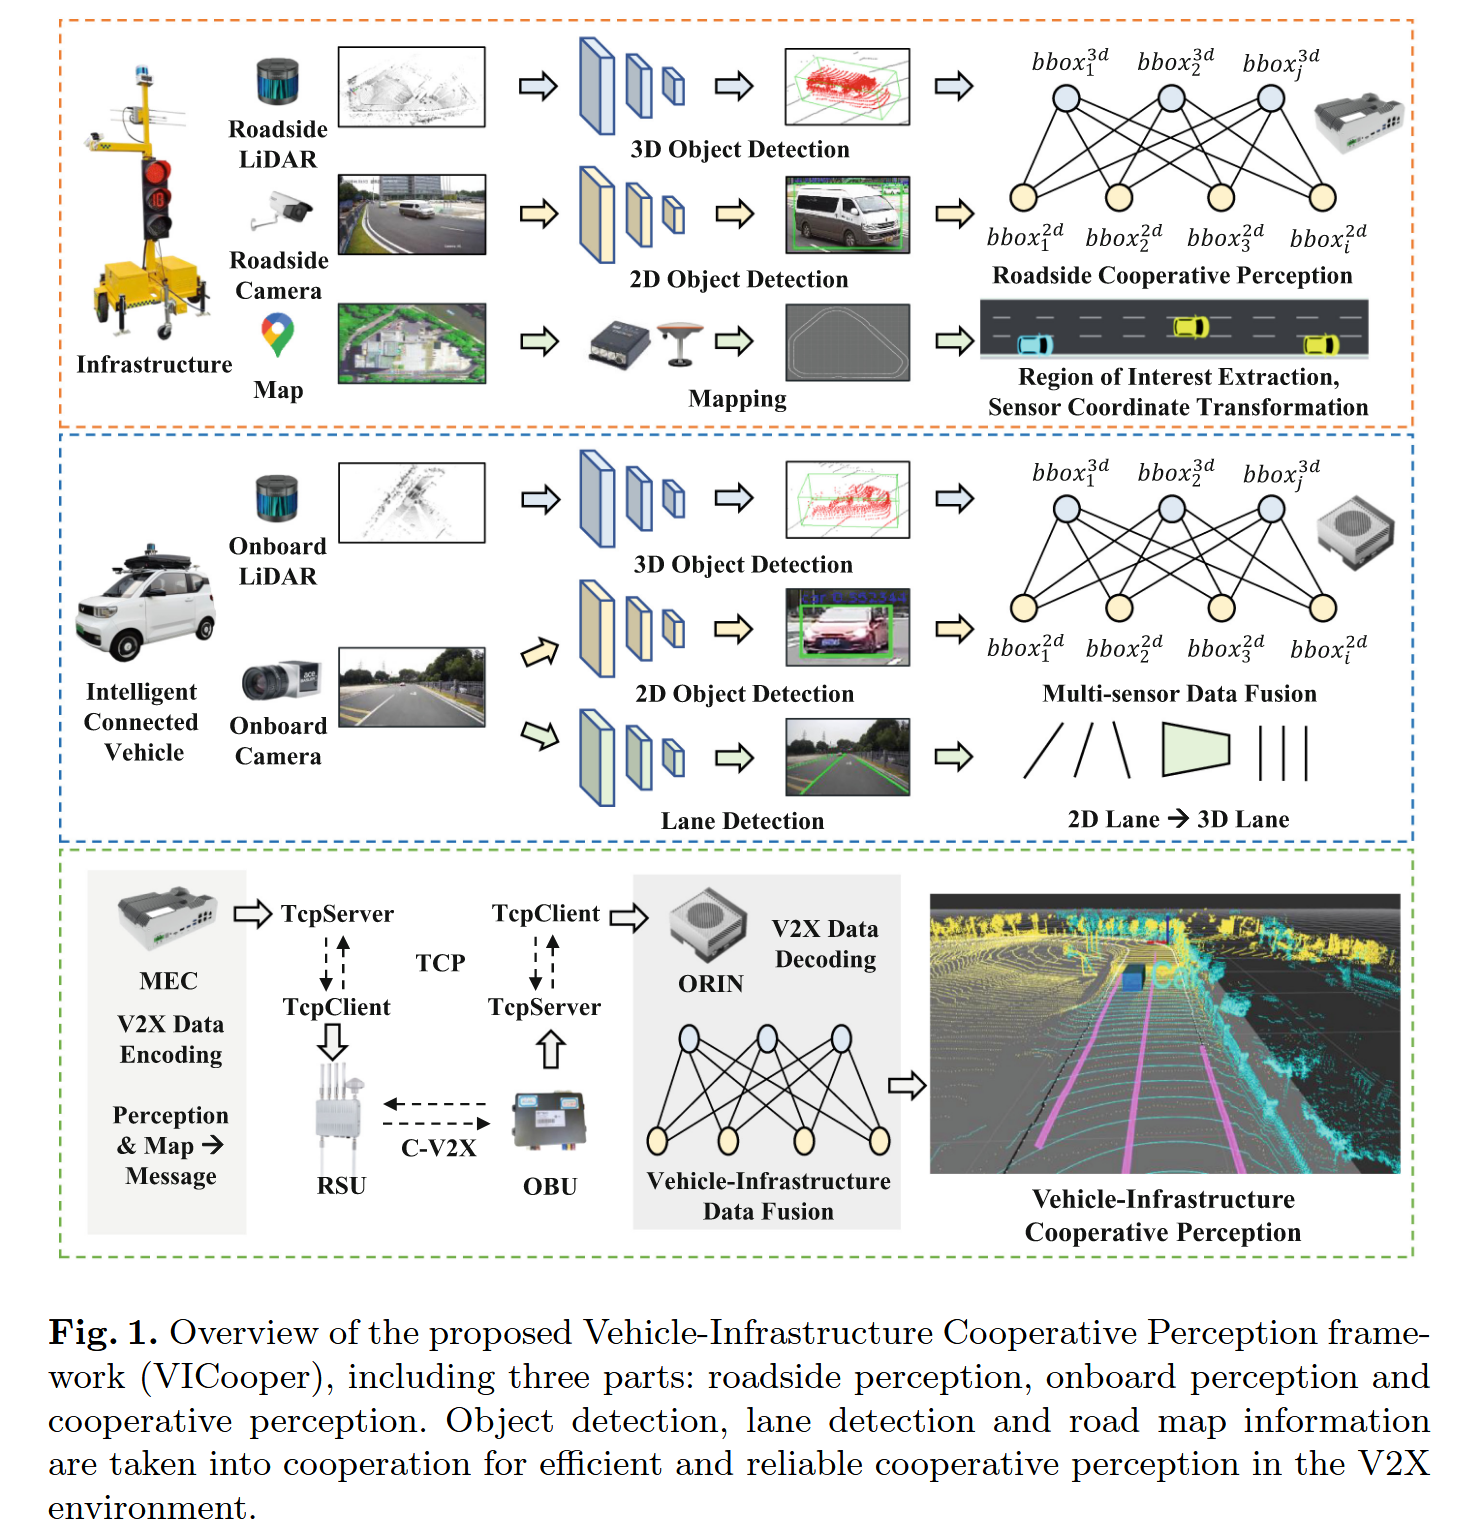 Roadside
LiDAR
3D Object Detection
bbox_1^{3d}
bbox_2^{3d}
bbox_j^{3d}
18
Roadside
Camera
2D Object Detection
bbox_1^{2d}
bbox_2^{2d}
bbox_3^{2d}
bbox_i^{2d}
Roadside Cooperative Perception
Infrastructure
Map
Mapping
Region of Interest Extraction,
Sensor Coordinate Transformation
Onboard
LiDAR
3D Object Detection
bbox_1^{3d}
bbox_2^{3d}
bbox_j^{3d}
Intelligent
Connected
Vehicle
ace
Onboard
Camera
2D Object Detection
bbox_1^{2d}
bbox_2^{2d}
bbox_3^{2d}
bbox_i^{2d}
Multi-sensor Data Fusion
Lane Detection
2D Lane → 3D Lane
MEC
V2X Data
Encoding
Perception
& Map →
Message
TcpServer
TcpClient
TCP
TcpClient
TcpServer
RSU
C-V2X
OBU
ORIN
V2X Data
Decoding
Vehicle-Infrastructure
Data Fusion
Car
Vehicle-Infrastructure
Cooperative Perception
Fig. 1. Overview of the proposed Vehicle-Infrastructure Cooperative Perception frame-
work (VICooper), including three parts: roadside perception, onboard perception and
cooperative perception. Object detection, lane detection and road map information
are taken into cooperation for efficient and reliable cooperative perception in the V2X
environment.